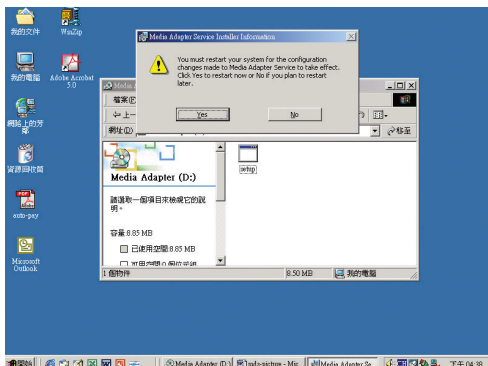 我的文件
WinZip
我的電腦
Adobe Acrobat
5.0
網路上的芳
鄰
資源回收筒
auto-pay
Microsoft
Outlook
Media Adapter Service Installer Information
You must restart your system for the configuration
changes made to Media Adapter Service to take effect.
Click Yes to restart now or No if you plan to restart
later.
Yes
No
檔案(F)
上一
網址(D)
移至
Media Adapter (D:)
請選取一個項目來檢視它的說
明。
容量:8.85 MB
已使用空間:8.85 MB
setup
1 個物件
8.50 MB
我的電腦
開始
Media Adapter (D:)
Media Adapter Se
下午 04:38